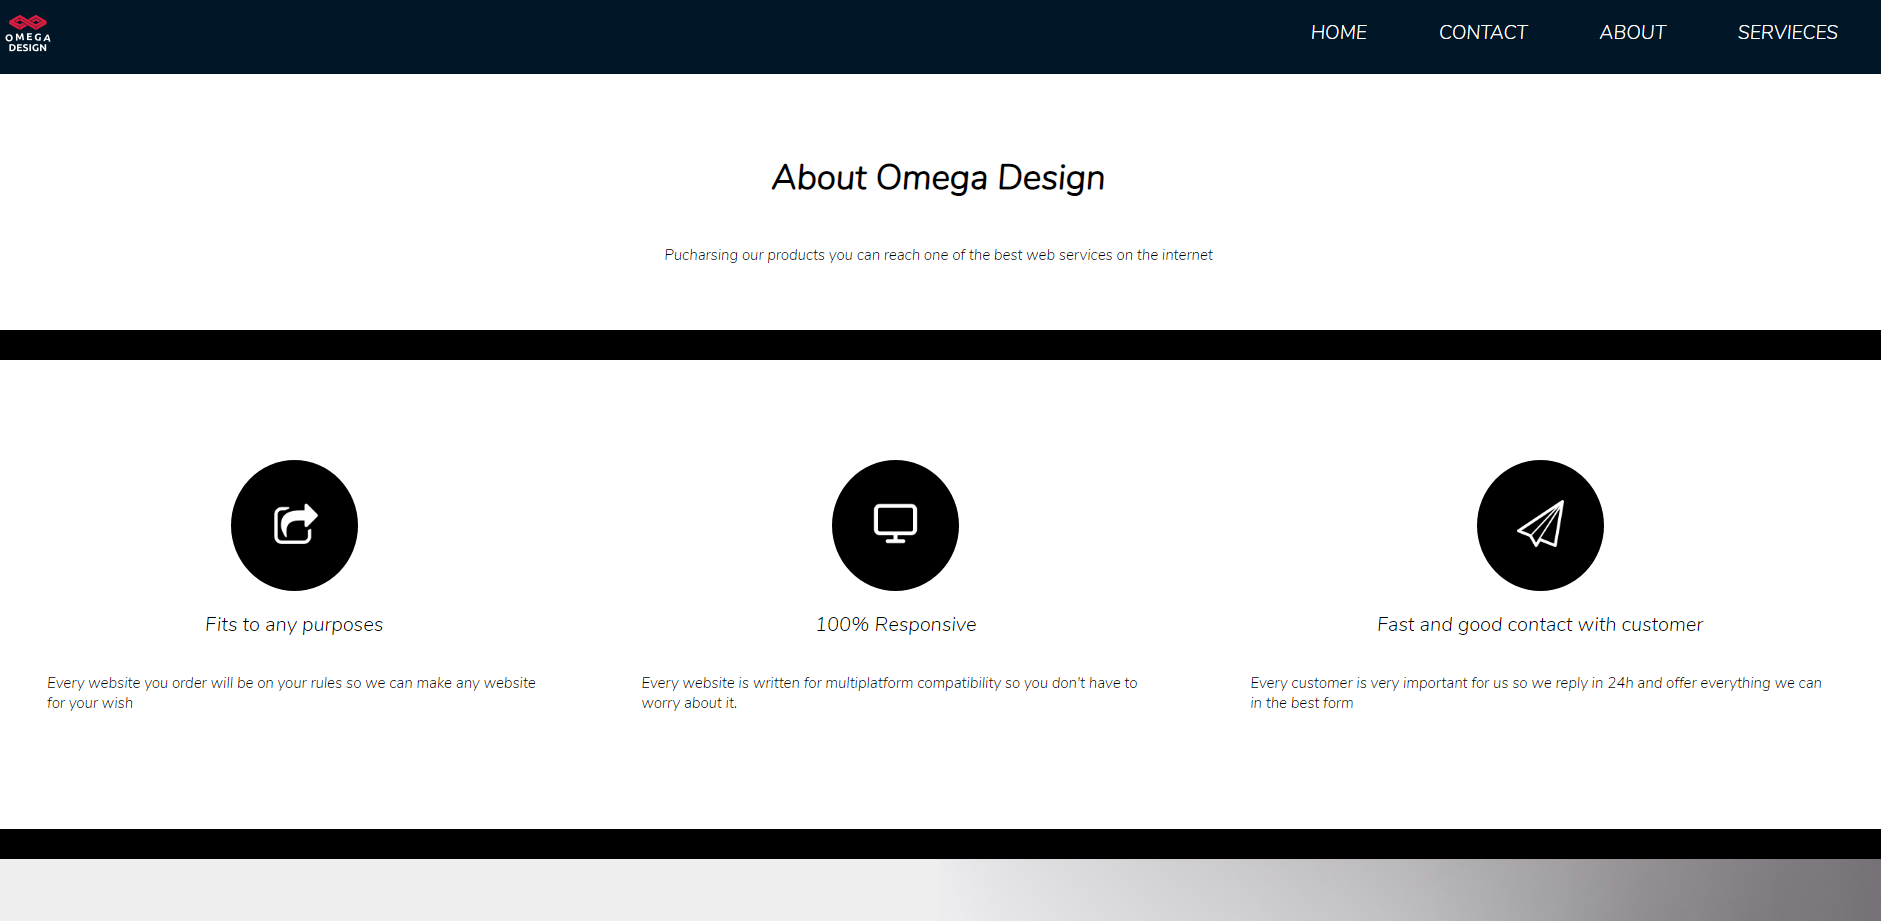 OMEGA
DESIGN
HOME CONTACT ABOUT SERVIECES
About Omega Design
Pucharsing our products you can reach one of the best web services on the internet
Fits to any purposes
Every website you order will be on your rules so we can make any website
for your wish
100% Responsive
Every website is written for multiplatform compatibility so you don't have to
worry about it.
Fast and good contact with customer
Every customer is very important for us so we reply in 24h and offer everything we can
in the best form